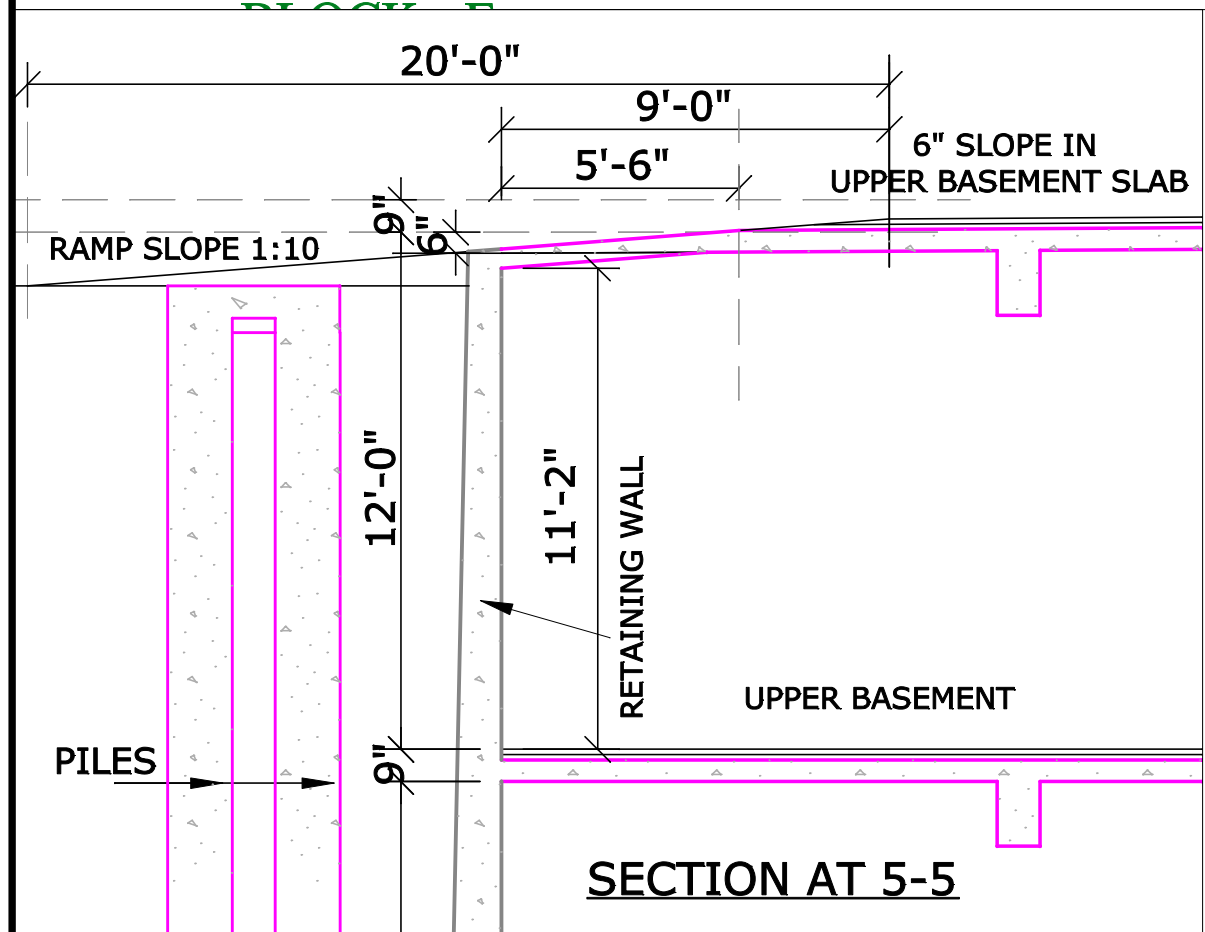 20'-0"
9'-0"
5'-6"
6" SLOPE IN
UPPER BASEMENT SLAB
9"
6"
RAMP SLOPE 1:10
12'-0"
11'-2"
RETAINING WALL
UPPER BASEMENT
PILES
9"
SECTION AT 5-5